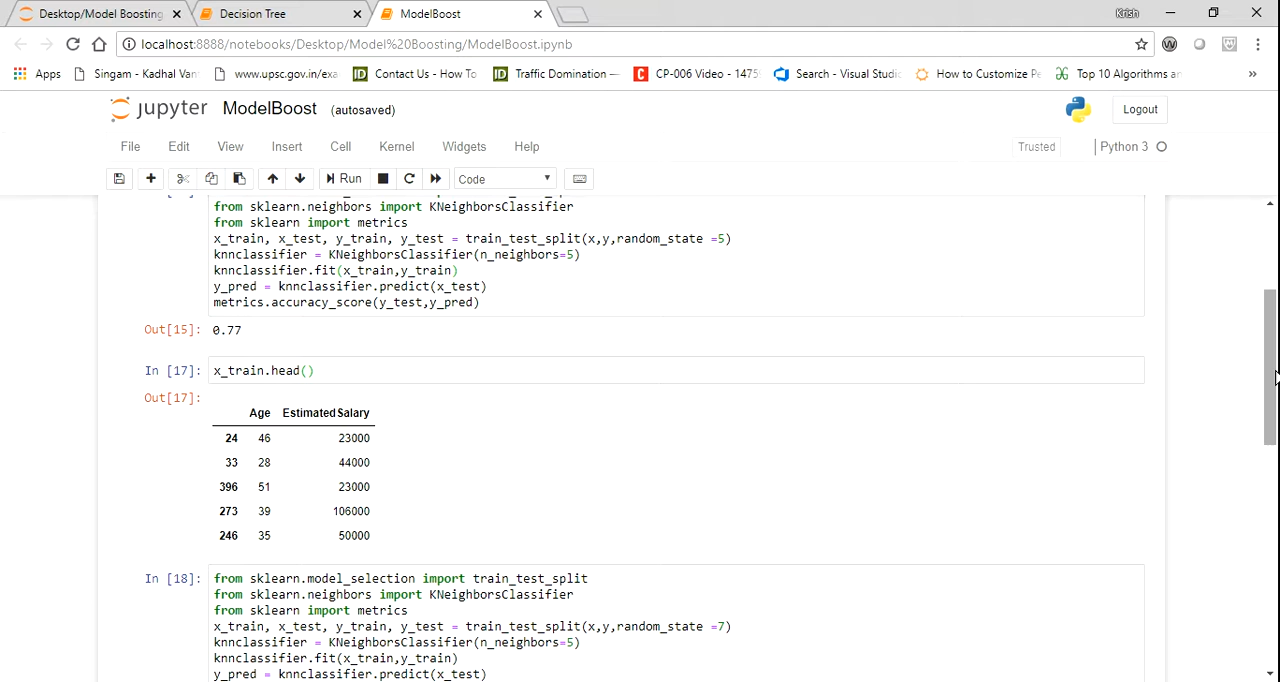 Desktop/Model Boosting
Decision Tree
ModelBoost
Krish
localhost:8888/notebooks/Desktop/Model%20Boosting/ModelBoost.ipynb
Apps
Singam - Kadhal Van
www.upsc.gov.in/exa
Contact Us - How To
Traffic Domination —
CP-006 Video - 1475
Search - Visual Studio
How to Customize Pe
Top 10 Algorithms a
»
jupyter ModelBoost (autosaved)
Logout
File Edit View Insert Cell Kernel Widgets Help
Trusted
Python 3
Run
Code
from sklearn.neighbors import KNeighborsClassifier
from sklearn import metrics
x_train, x_test, y_train, y_test = train_test_split(x,y,random_state =5)
knnclassifier = KNeighborsClassifier(n_neighbors=5)
knnclassifier.fit(x_train,y_train)
y_pred = knnclassifier.predict(x_test)
metrics.accuracy_score(y_test,y_pred)
Out[15]: 0.77
In [17]: x_train.head()
Out[17]:
Age EstimatedSalary
24 46 23000
33 28 44000
396 51 23000
273 39 106000
246 35 50000
In [18]: from sklearn.model_selection import train_test_split
from sklearn.neighbors import KNeighborsClassifier
from sklearn import metrics
x_train, x_test, y_train, y_test = train_test_split(x,y,random_state =7)
knnclassifier = KNeighborsClassifier(n_neighbors=5)
knnclassifier.fit(x_train,y_train)
y_pred = knnclassifier.predict(x_test)